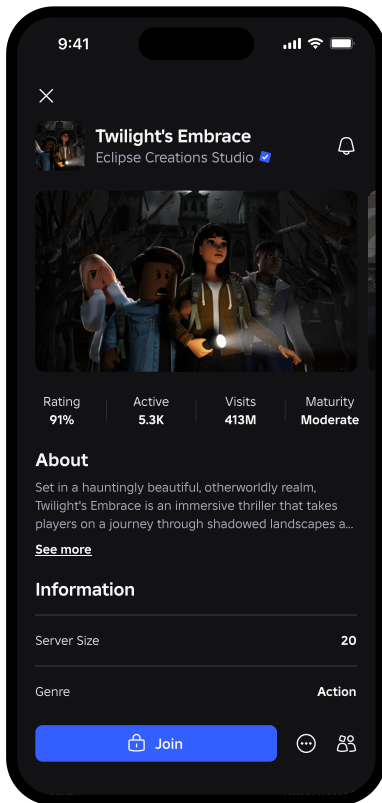 9:41
Twilight's Embrace
Eclipse Creations Studio
Rating Active Visits Maturity
91% 5.3K 413M Moderate
About
Set in a hauntingly beautiful, otherworldly realm,
Twilight's Embrace is an immersive thriller that takes
players on a journey through shadowed landscapes a...
See more
Information
Server Size 20
Genre Action
Join